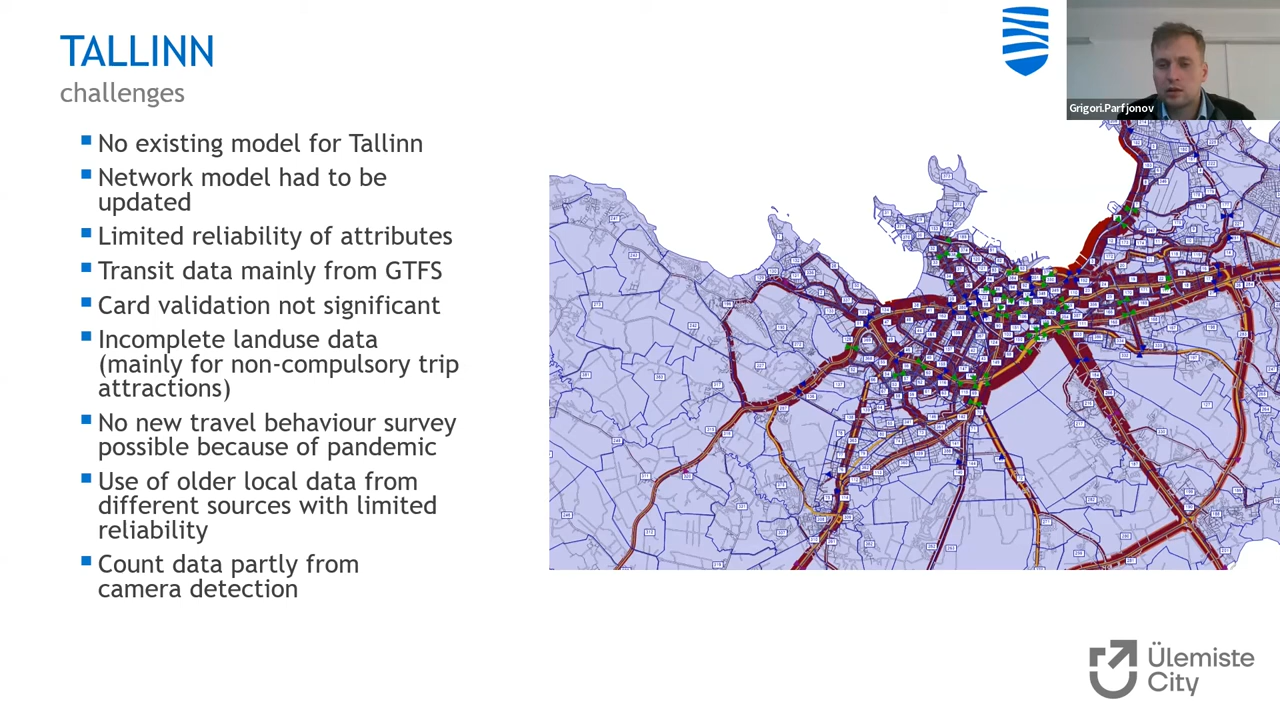 TALLINN
challenges
No existing model for Tallinn
Network model had to be
updated
Limited reliability of attributes
Transit data mainly from GTFS
Card validation not significant
Incomplete landuse data
(mainly for non-compulsory trip
attractions)
No new travel behaviour survey
possible because of pandemic
Use of older local data from
different sources with limited
reliability
Count data partly from
camera detection
Grigori.Parfjonov
Ülemiste
City